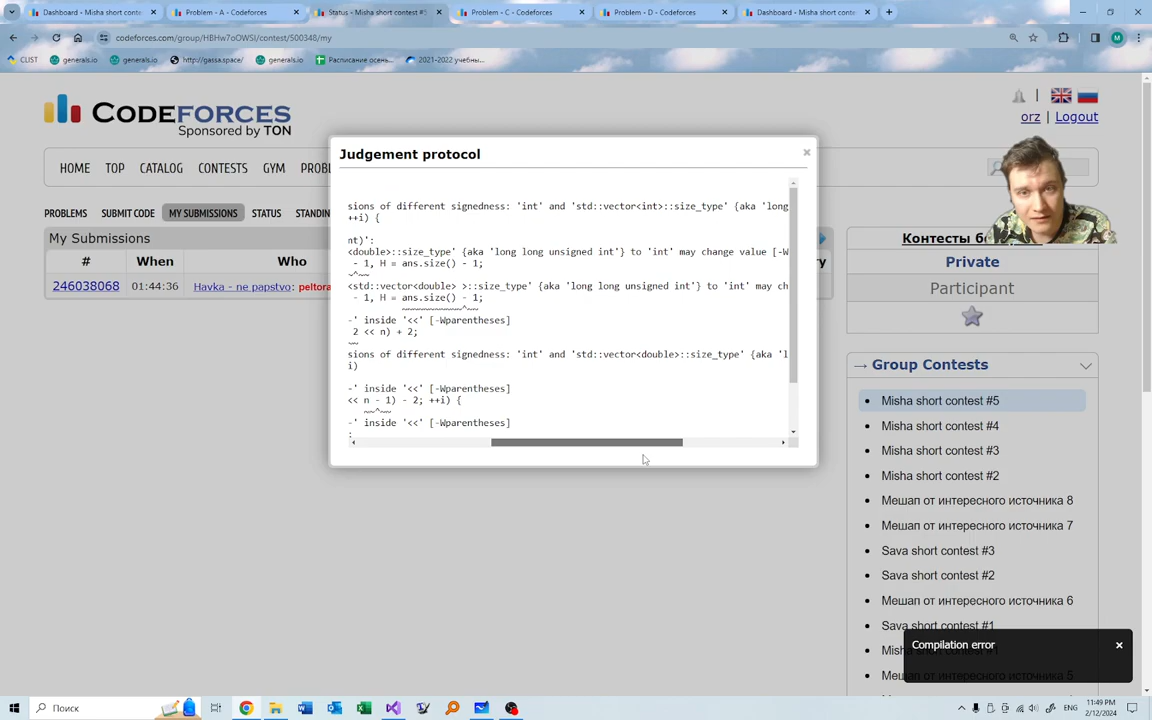 Dashboard - Misha short contest
Problem - A - Codeforces
Status - Misha short contest #5
Problem - C - Codeforces
Problem - D - Codeforces
Dashboard - Misha short contest
codeforces.com/group/HBHw7oOWSI/contest/500348/my
M
CLIST
generals.io
generals.io
http://gassa.space/
generals.io
Расписание осень...
2021-2022 учебны...
CODEFORCES
Sponsored by TON
orz | Logout
HOME TOP CATALOG CONTESTS GYM
PROBLEMS SUBMIT CODE MY SUBMISSIONS STATUS
My Submissions
# When Who
246038068 01:44:36 Havka - ne papstvo:
Judgement protocol
sions of different signedness: 'int' and 'std::vector<int>::size_type' {aka 'long
++i) {
nt)':
<double>::size_type' {aka 'long long unsigned int'} to 'int' may change value [-W
- 1, H = ans.size() - 1;
~^~~
<std::vector<double> >::size_type' {aka 'long long unsigned int'} to 'int' may ch
- 1, H = ans.size() - 1;
~~~~~~~~~~~^~~
-' inside '<<' [-Wparentheses]
2 << n) + 2;
~~
sions of different signedness: 'int' and 'std::vector<double>::size_type' {aka 'l
i)
-' inside '<<' [-Wparentheses]
<< n - 1) - 2; ++i) {
~~^~~
-' inside '<<' [-Wparentheses]
Private
Participant
→ Group Contests
Misha short contest #5
Misha short contest #4
Misha short contest #3
Misha short contest #2
Мешап от интересного источника 8
Мешап от интересного источника 7
Sava short contest #3
Sava short contest #2
Мешап от интересного источника 6
Sava short contest #1
Compilation error
Поиск
ENG
11:49 PM
2/12/2024